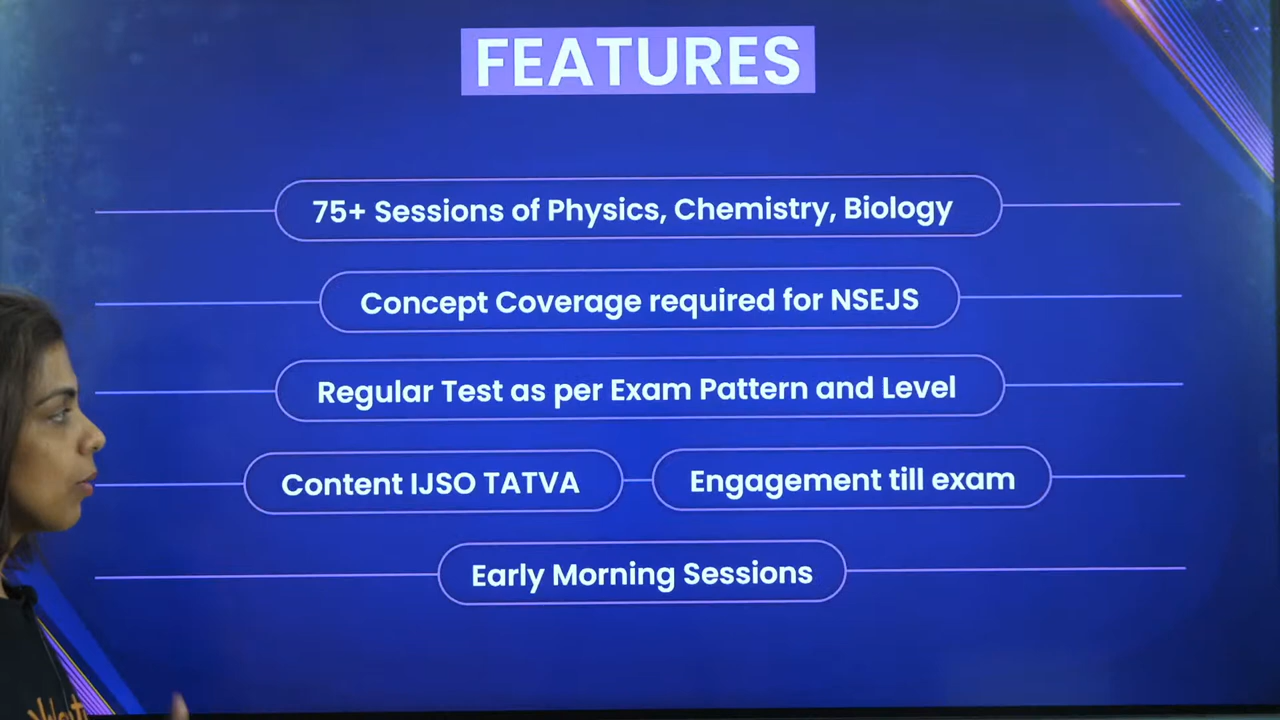 FEATURES
75+ Sessions of Physics, Chemistry, Biology
Concept Coverage required for NSEJS
Regular Test as per Exam Pattern and Level
Content IJSO TATVA
Engagement till exam
Early Morning Sessions